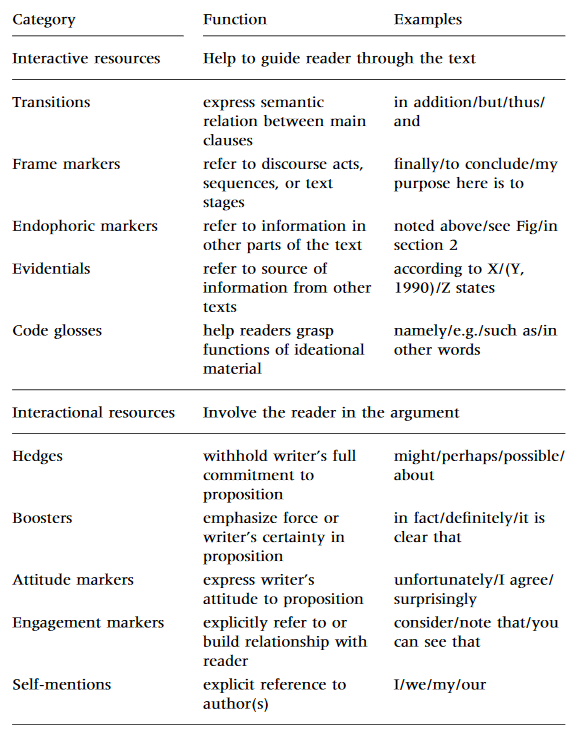 Category Function Examples
Interactive resources Help to guide reader through the text
Transitions express semantic in addition/but/thus/
relation between main and
clauses
Frame markers refer to discourse acts, finally/to conclude/my
sequences, or text purpose here is to
stages
Endophoric markers refer to information in noted above/see Fig/in
other parts of the text section 2
Evidentials refer to source of according to X/(Y,
information from other 1990)/Z states
texts
Code glosses help readers grasp namely/e.g./such as/in
functions of ideational other words
material
Interactional resources Involve the reader in the argument
Hedges withhold writer's full might/perhaps/possible/
commitment to about
proposition
Boosters emphasize force or in fact/definitely/it is
writer's certainty in clear that
proposition
Attitude markers express writer's unfortunately/I agree/
attitude to proposition surprisingly
Engagement markers explicitly refer to or consider/note that/you
build relationship with can see that
reader
Self-mentions explicit reference to I/we/my/our
author(s)